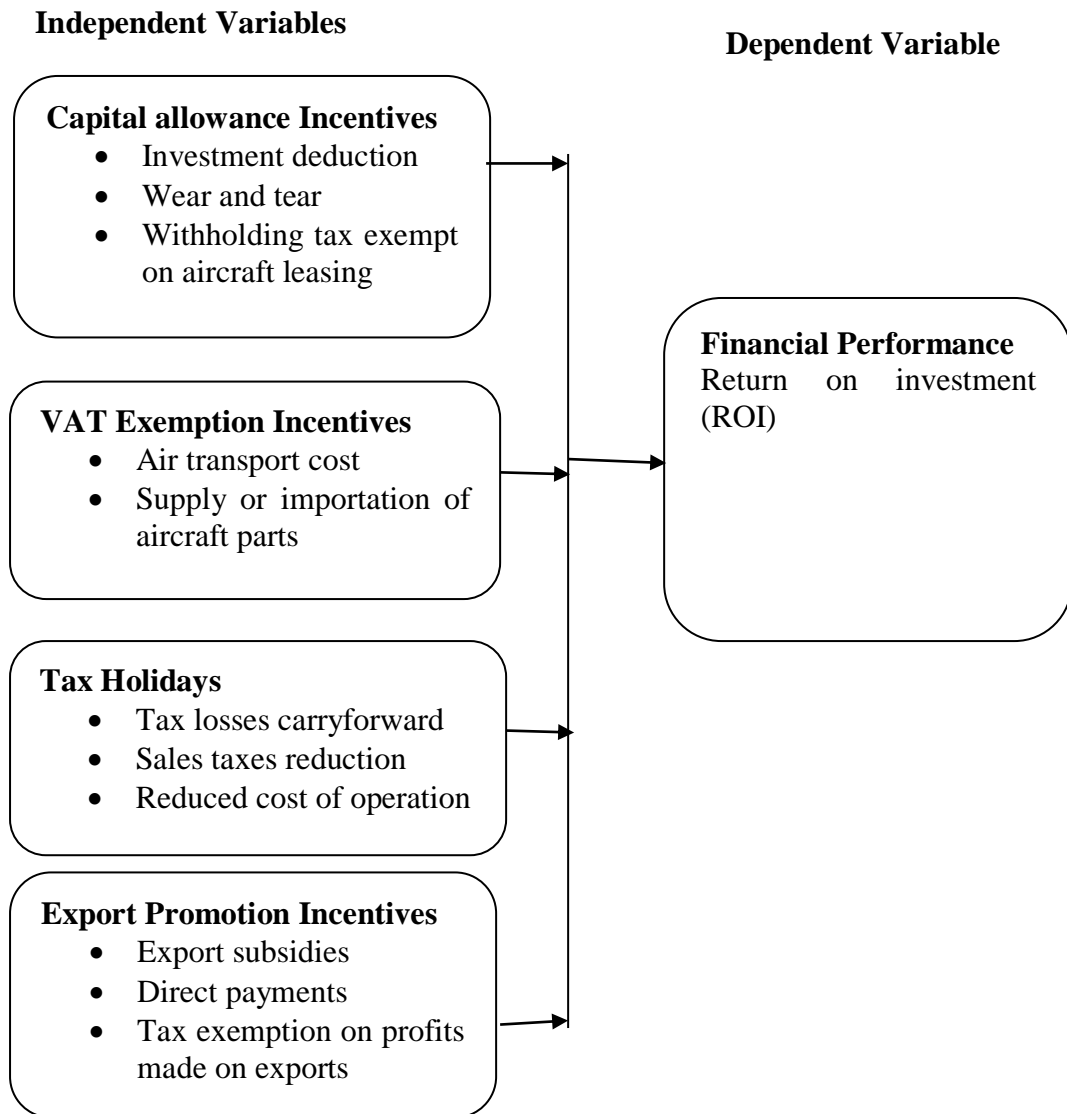 Independent Variables
Dependent Variable
Capital allowance Incentives
• Investment deduction
• Wear and tear
• Withholding tax exempt
on aircraft leasing
VAT Exemption Incentives
• Air transport cost
• Supply or importation of
aircraft parts
Tax Holidays
• Tax losses carryforward
• Sales taxes reduction
• Reduced cost of operation
Export Promotion Incentives
• Export subsidies
• Direct payments
• Tax exemption on profits
made on exports
Financial Performance
Return on investment
(ROI)